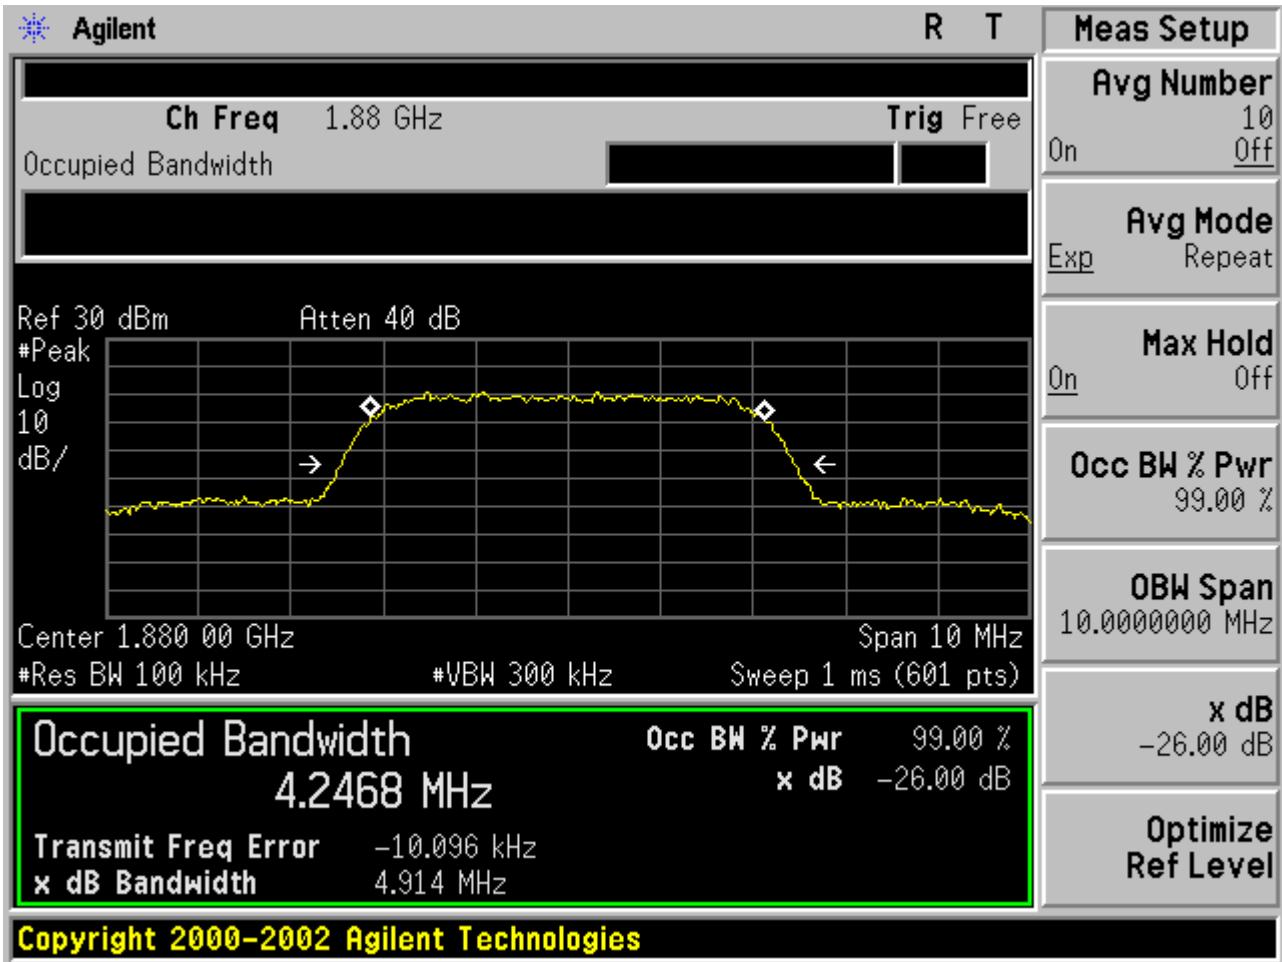 Agilent R T
Ch Freq 1.88 GHz Trig Free
Occupied Bandwidth
Ref 30 dBm Atten 40 dB
#Peak
Log
10
dB/
Center 1.880 00 GHz Span 10 MHz
#Res BW 100 kHz #VBW 300 kHz Sweep 1 ms (601 pts)
Occupied Bandwidth Occ BW % Pwr 99.00 %
4.2468 MHz x dB -26.00 dB
Transmit Freq Error -10.096 kHz
x dB Bandwidth 4.914 MHz
Copyright 2000-2002 Agilent Technologies
Meas Setup
Avg Number
10
On Off
Avg Mode
Exp Repeat
Max Hold
On Off
Occ BW % Pwr
99.00 %
OBW Span
10.0000000 MHz
x dB
-26.00 dB
Optimize
Ref Level